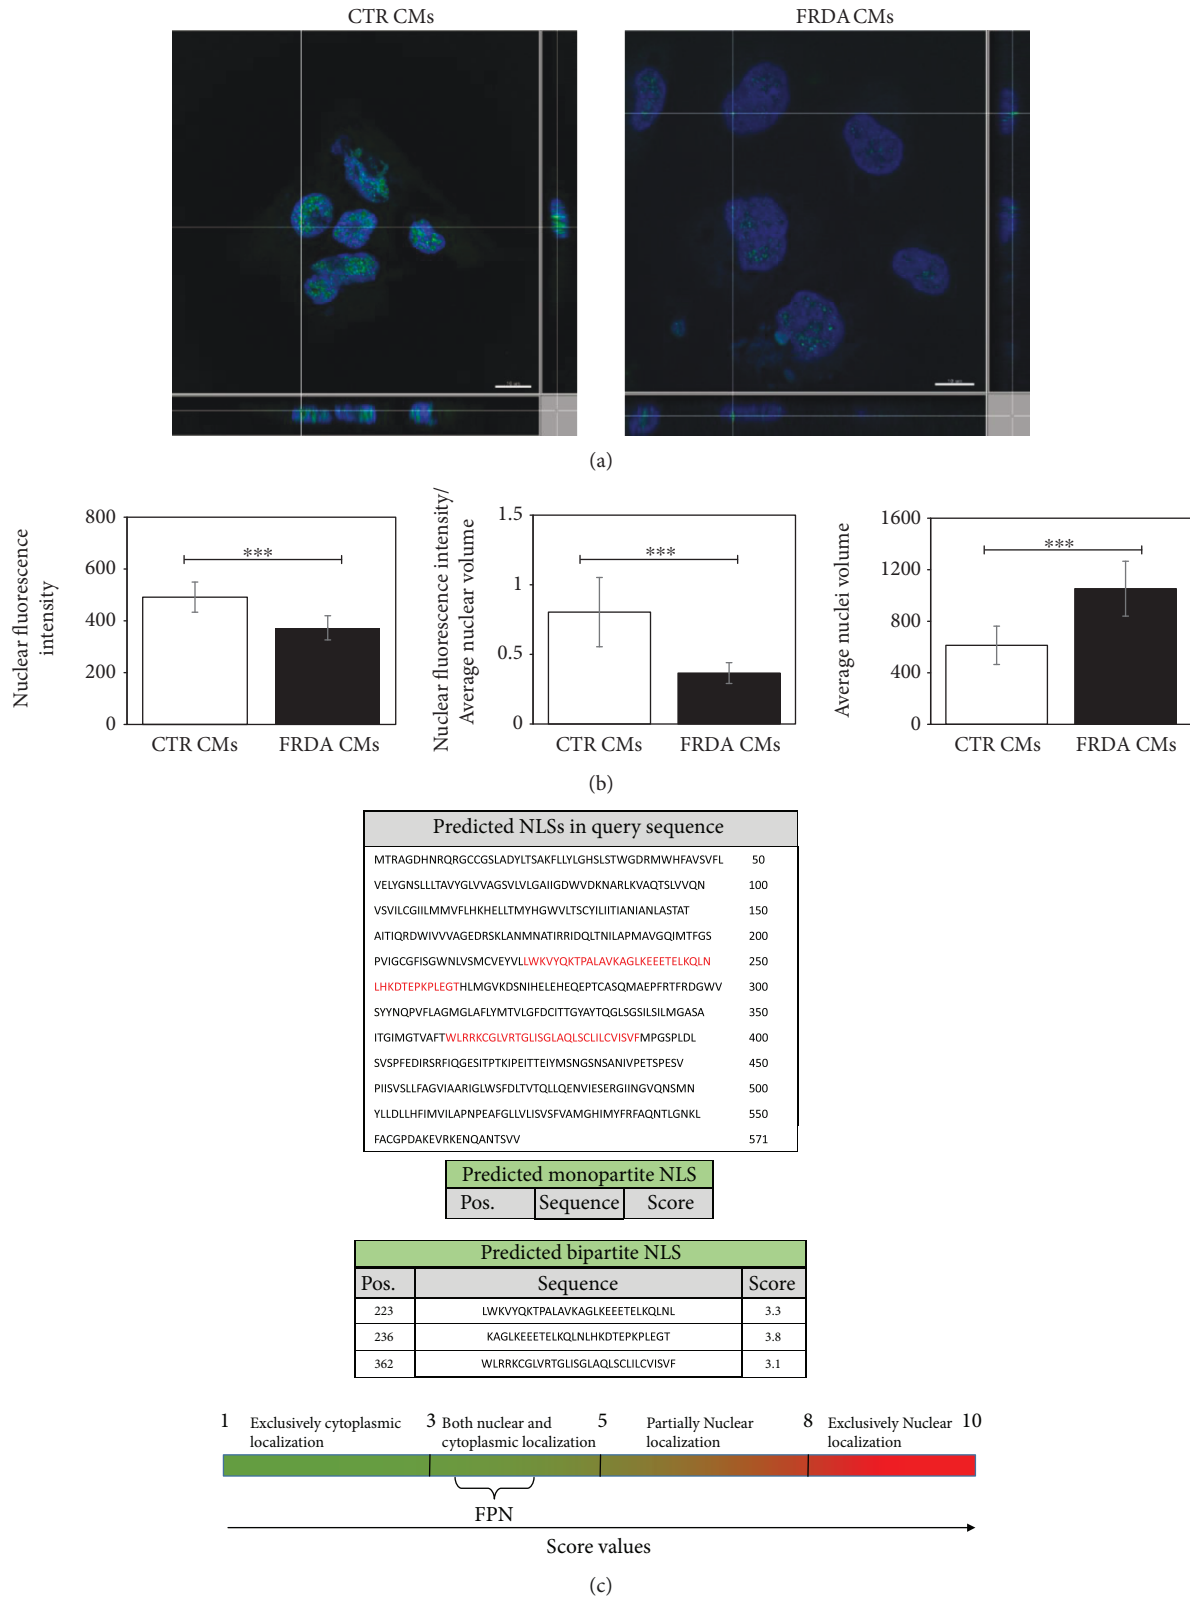 CTR CMs
FRDA CMs
(a)
Nuclear fluorescence
intensity
800
600
400
200
0
***
CTR CMs
FRDA CMs
Nuclear fluorescence intensity/
Average nuclear volume
1.5
1
0.5
0
***
CTR CMs
FRDA CMs
Average nuclei volume
1600
1200
800
400
0
***
CTR CMs
FRDA CMs
(b)
Predicted NLSs in query sequence
MTRAGDHNRQRGCCGSLADYLTSAKFLLYLGHSLSTWGDRMWHFAVSVFL 50
VELYGNSLLLTAVYGLVVAGSVLVLGAIIGDWVDKNARLKVAQTSLVVQN 100
VSVILCGIILMMVFLHKHELLTMYHGWVLTSCYILIITIANIANLASTAT 150
AITIQRDWIVVVAGEDRSKLANMNATIRRIDQLTNILAPMAVGQIMTFGS 200
PVIGCGFISGWNLVSMCVEYVLLWKVYQKTPALAVKAGLKEEETELKQLN 250
LHKDTEPKPLEGTHLMGVKDSNIHELEHEQEPTCASQMAEPFRTFRDGWV 300
SYYNQPVFLAGMGLAFLYMTVLGFDCITTGYAYTQGLSGSILSILMGASA 350
ITGIMGTVAFTWLRRKCGLVRTGLISGLAQLSCLILCVISVFMPGSPLDL 400
SVSPFEDIRSRFIQGESITPTKIPEITTEIYMSNGSNSANIVPETSPESV 450
PIISVSLLFAGVIAARIGLWSFDLTVTQLLQENVIESERGIINGVQNSMN 500
YLLDLLHFIMVILAPNPEAFGLLVLISVSFVAMGHIMYFRFAQNTLGNKL 550
FACGPDAKEVRKENQANTSVV 571
Predicted monopartite NLS
Pos. Sequence Score
Predicted bipartite NLS
Pos. Sequence Score
223 LWKVYQKTPALAVKAGLKEEETELKQLNL 3.3
236 KAGLKEEETELKQLNLHKDTEPKPLEGT 3.8
362 WLRRKCGLVRTGLISGLAQLSCLILCVISVF 3.1
1 Exclusively cytoplasmic 3 Both nuclear and 5 Partially Nuclear 8 Exclusively Nuclear 10
localization cytoplasmic localization localization localization
FPN
Score values
(c)